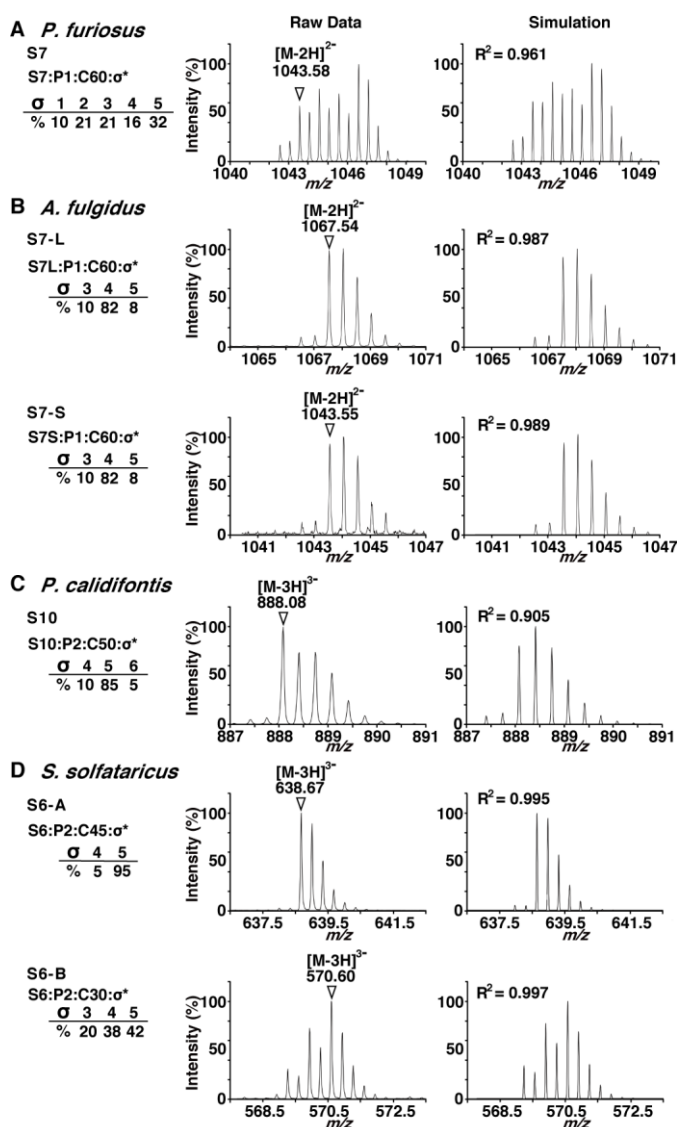 Raw Data Simulation
A P. furiosus
S7
S7:P1:C60:σ*
σ 1 2 3 4 5
% 10 21 21 16 32
[M-2H]2-
1043.58
Intensity (%)
100
50
0
1040 1043 1046 1049
m/z
R2 = 0.961
100
50
0
1040 1043 1046 1049
m/z
B A. fulgidus
S7-L
S7L:P1:C60:σ*
σ 3 4 5
% 10 82 8
[M-2H]2-
1067.54
Intensity (%)
100
50
0
1065 1067 1069 1071
m/z
R2 = 0.987
100
50
0
1065 1067 1069 1071
m/z
S7-S
S7S:P1:C60:σ*
σ 3 4 5
% 10 82 8
[M-2H]2-
1043.55
Intensity (%)
100
50
0
1041 1043 1045 1047
m/z
R2 = 0.989
100
50
0
1041 1043 1045 1047
m/z
C P. calidifontis
S10
S10:P2:C50:σ*
σ 4 5 6
% 10 85 5
[M-3H]3-
888.08
Intensity (%)
100
50
0
887 888 889 890 891
m/z
R2 = 0.905
100
50
0
887 888 889 890 891
m/z
D S. solfataricus
S6-A
S6:P2:C45:σ*
σ 4 5
% 5 95
[M-3H]3-
638.67
Intensity (%)
100
50
0
637.5 639.5 641.5
m/z
R2 = 0.995
100
50
0
637.5 639.5 641.5
m/z
S6-B
S6:P2:C30:σ*
σ 3 4 5
% 20 38 42
[M-3H]3-
570.60
Intensity (%)
100
50
0
568.5 570.5 572.5
m/z
R2 = 0.997
100
50
0
568.5 570.5 572.5
m/z